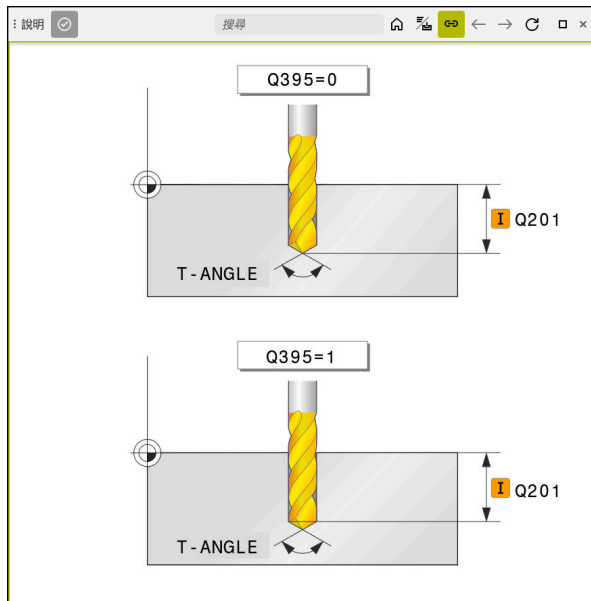 說明
搜尋
Q395=0
I Q201
T-ANGLE
Q395=1
I Q201
T-ANGLE